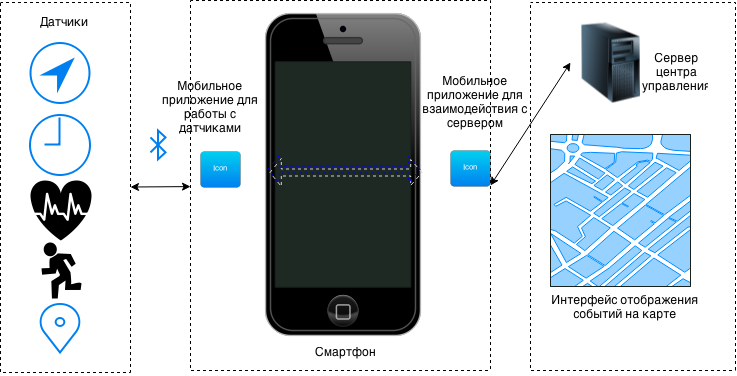 Датчики
Мобильное
приложение для
работы с
датчиками
icon
Смартфон
Мобильное
приложение для
взаимодействия с
сервером
icon
Сервер
центра
управления
Интерфейс отображения
событий на карте